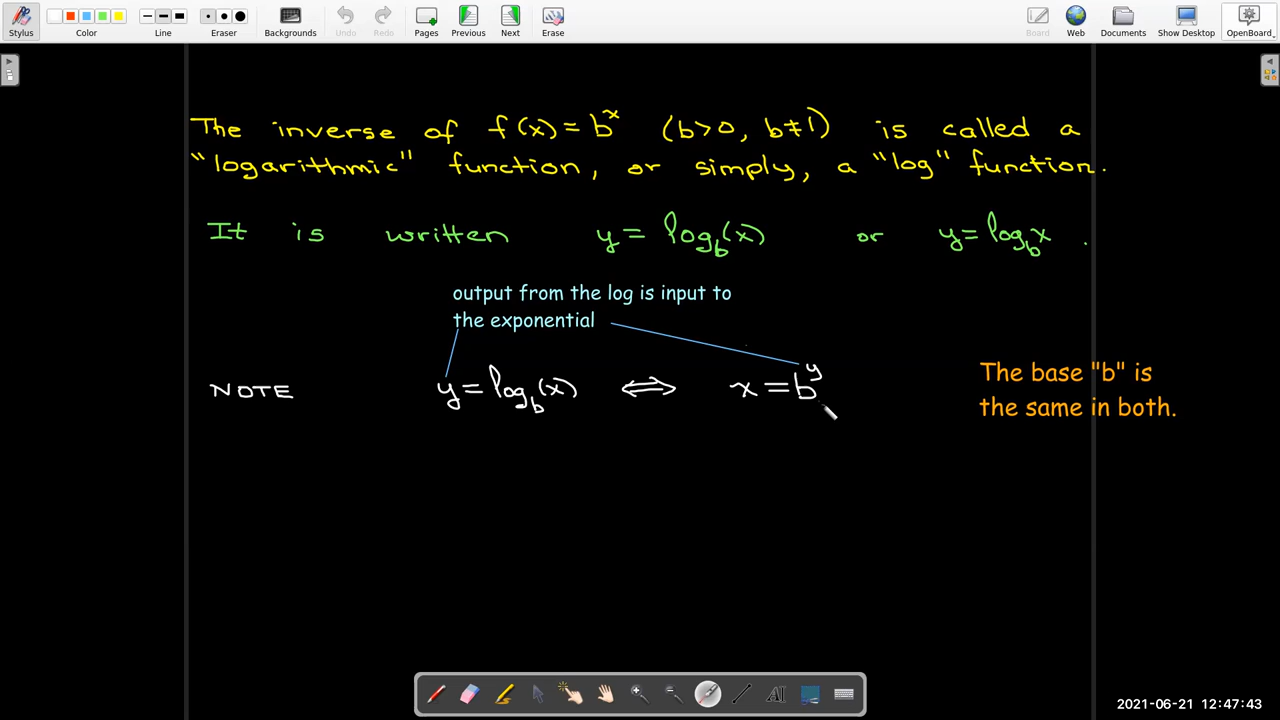 Stylus Color Line Eraser Backgrounds Undo Redo Pages Previous Next Erase Board Web Documents Show Desktop OpenBoard
The inverse of f(x) = b^x (b>0, b≠1) is called a
"logarithmic" function, or simply, a "log" function.
It is written y = log_b(x) or y = log_b x .
output from the log is input to
the exponential
NOTE y = log_b(x) ⟺ x = b^y
The base "b" is
the same in both.
AI
2021-06-21 12:47:43